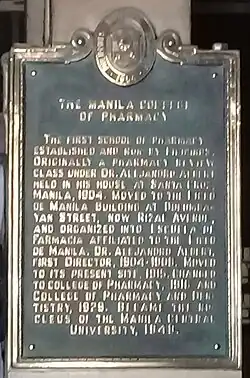 THE MANILA COLLEGE
OF PHARMACY
THE FIRST SCHOOL OF PHARMACY
ESTABLISHED AND RUN BY FILIPINOS.
ORIGINALLY A PHARMACY REVIEW
CLASS UNDER DR. ALEJANDRO ALBERT
HELD IN HIS HOUSE AT SANTA CRUZ,
MANILA, 1904. MOVED TO THE LICEO
DE MANILA BUILDING AT DULUMBA-
YAN STREET, NOW RIZAL AVENUE,
AND ORGANIZED INTO ESCUELA DE
FARMACIA AFFILIATED TO THE LICEO
DE MANILA. DR. ALEJANDRO ALBERT,
FIRST DIRECTOR, 1904-1908. MOVED
TO ITS PRESENT SITE, 1915. CHANGED
TO COLLEGE OF PHARMACY, 1916 AND
COLLEGE OF PHARMACY AND DEN-
TISTRY, 1929. BECAME THE NU-
CLEUS OF THE MANILA CENTRAL
UNIVERSITY, 1946.